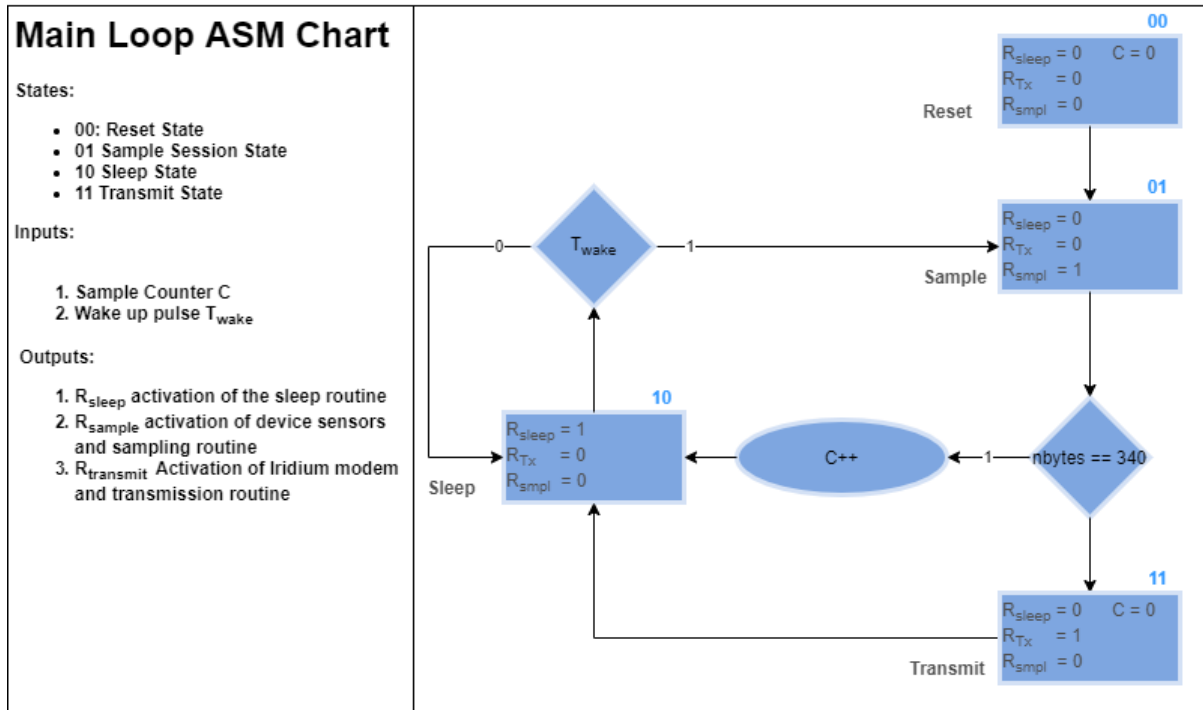 Main Loop ASM Chart
States:
• 00: Reset State
• 01 Sample Session State
• 10 Sleep State
• 11 Transmit State
Inputs:
1. Sample Counter C
2. Wake up pulse Twake
Outputs:
1. Rsleep activation of the sleep routine
2. Rsample activation of device sensors
and sampling routine
3. Rtransmit Activation of Iridium modem
and transmission routine
00
Rsleep = 0 C = 0
RTx = 0
Rsmpl = 0
Reset
01
Rsleep = 0
RTx = 0
Rsmpl = 1
Sample
0
Twake
1
10
Rsleep = 1
RTx = 0
Rsmpl = 0
Sleep
C++
1
nbytes == 340
11
Rsleep = 0 C = 0
RTx = 1
Rsmpl = 0
Transmit